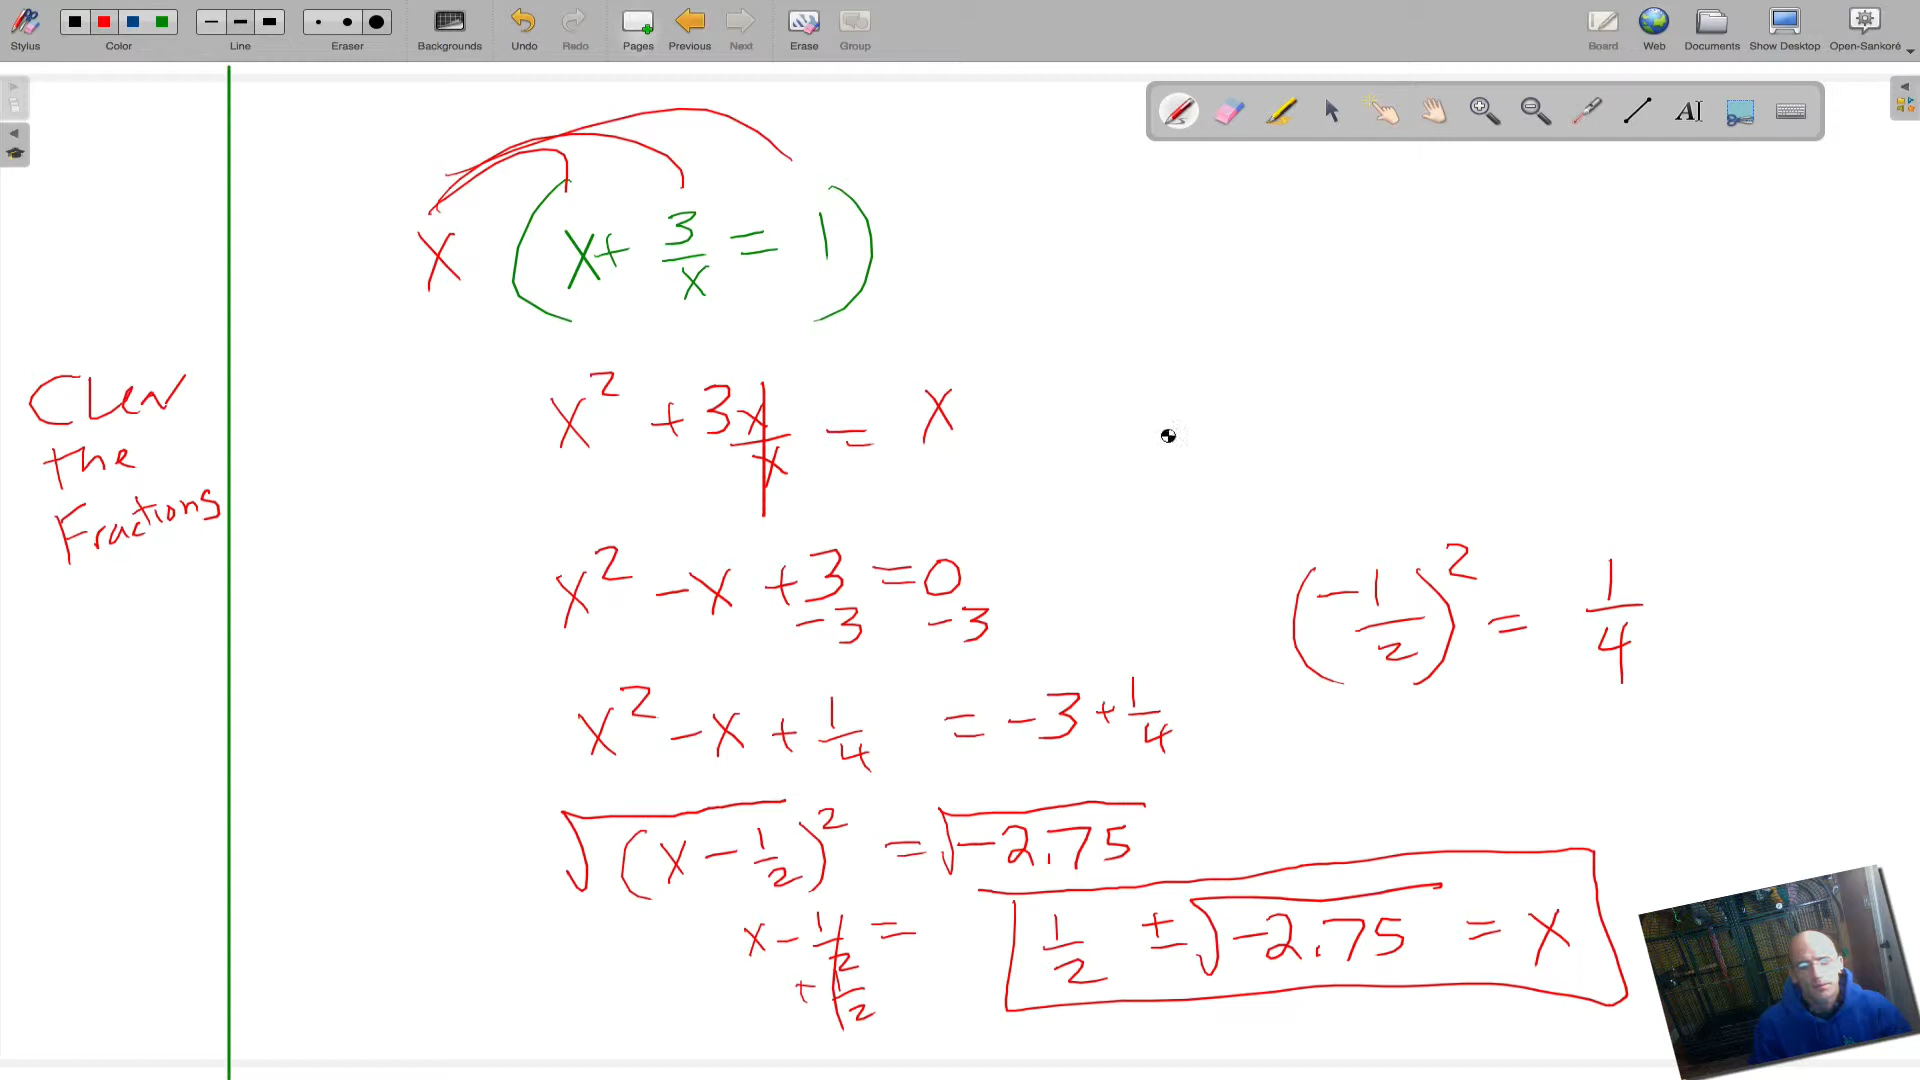 Stylus Color Line Eraser Backgrounds Undo Redo Pages Previous Next Erase Group Board Web Documents Show Desktop Open-Sankoré
x ( x + 3/x = 1 )
Clear
the
Fractions
x² + 3x/x = x
x² - x + 3 = 0
-3 -3
(-1/2)² = 1/4
x² - x + 1/4 = -3 + 1/4
√(x - 1/2)² = √-2.75
x - 1/2 =
+ 1/2
1/2 ± √-2.75 = x